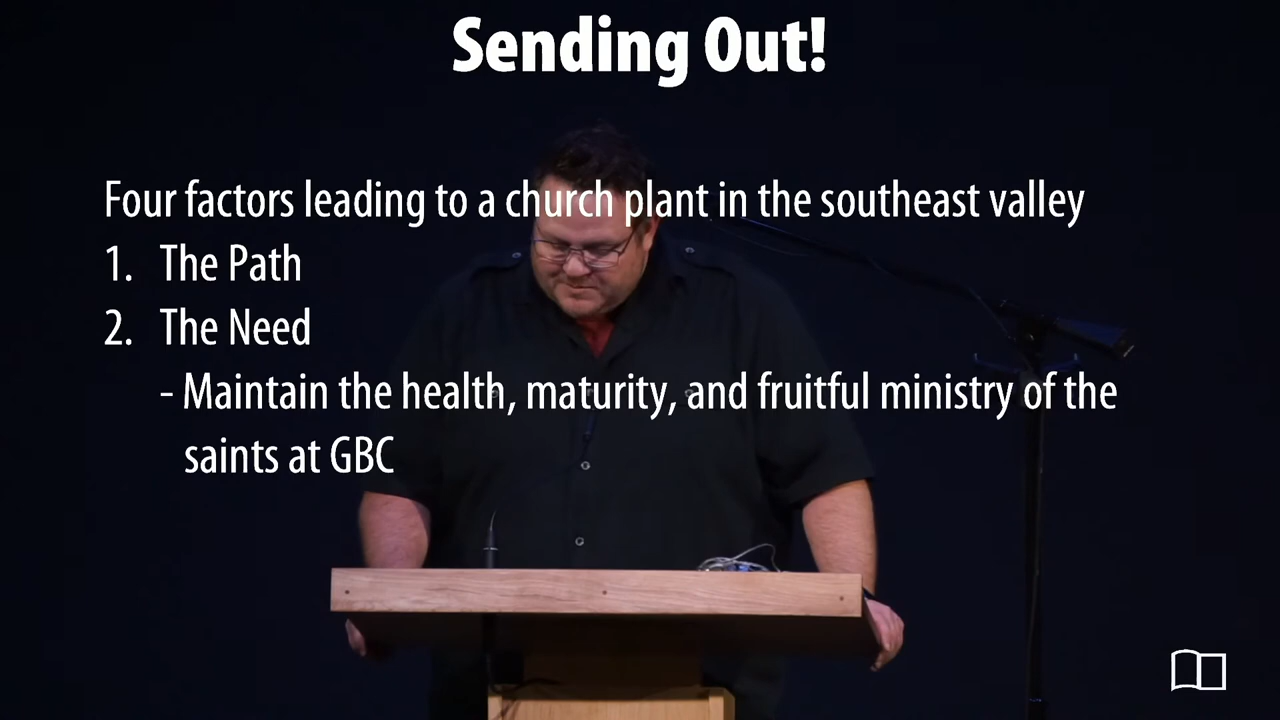 Sending Out!
Four factors leading to a church plant in the southeast valley
1. The Path
2. The Need
- Maintain the health, maturity, and fruitful ministry of the
saints at GBC